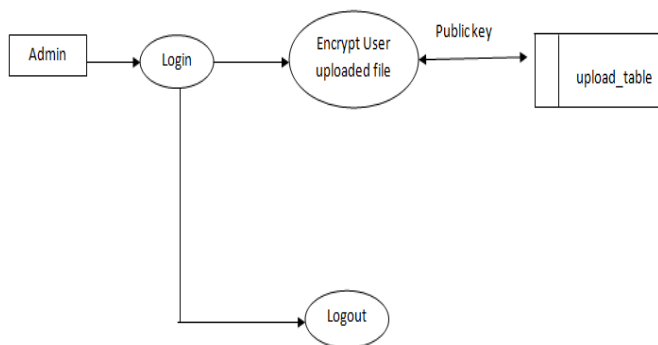 Admin
Login
Encrypt User
uploaded file
Publickey
upload_table
Logout